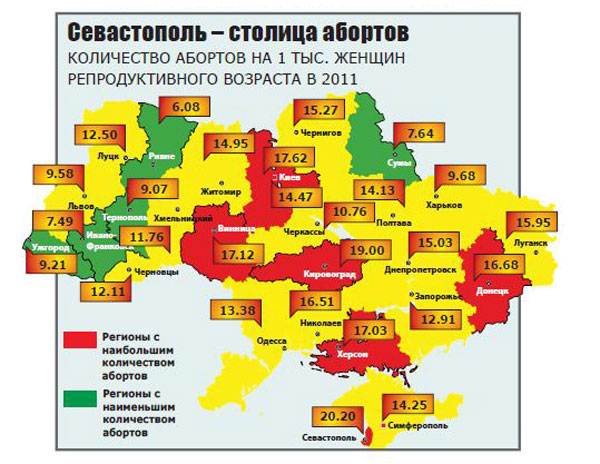 Севастополь – столица абортов
КОЛИЧЕСТВО АБОРТОВ НА 1 ТЫС. ЖЕНЩИН
РЕПРОДУКТИВНОГО ВОЗРАСТА В 2011
6.08
15.27
12.50
Чернигов
7.64
Луцк
Ривне
14.95
17.62
Сумы
9.58
Киев
9.07
Житомир
14.47
14.13
9.68
Львов
Тернополь
Хмельницкий
10.76
Харьков
7.49
Ивано-
Франковск
11.76
Винница
Черкассы
Полтава
15.95
Ужгород
15.03
Луганск
9.21
Черновцы
17.12
19.00
Днепропетровск
16.68
Кировоград
Донецк
12.11
16.51
Запорожье
13.38
Николаев
12.91
Одесса
17.03
Херсон
Регионы с
наибольшим
количеством
абортов
Регионы с
наименьшим
количеством
абортов
20.20
14.25
Симферополь
Севастополь